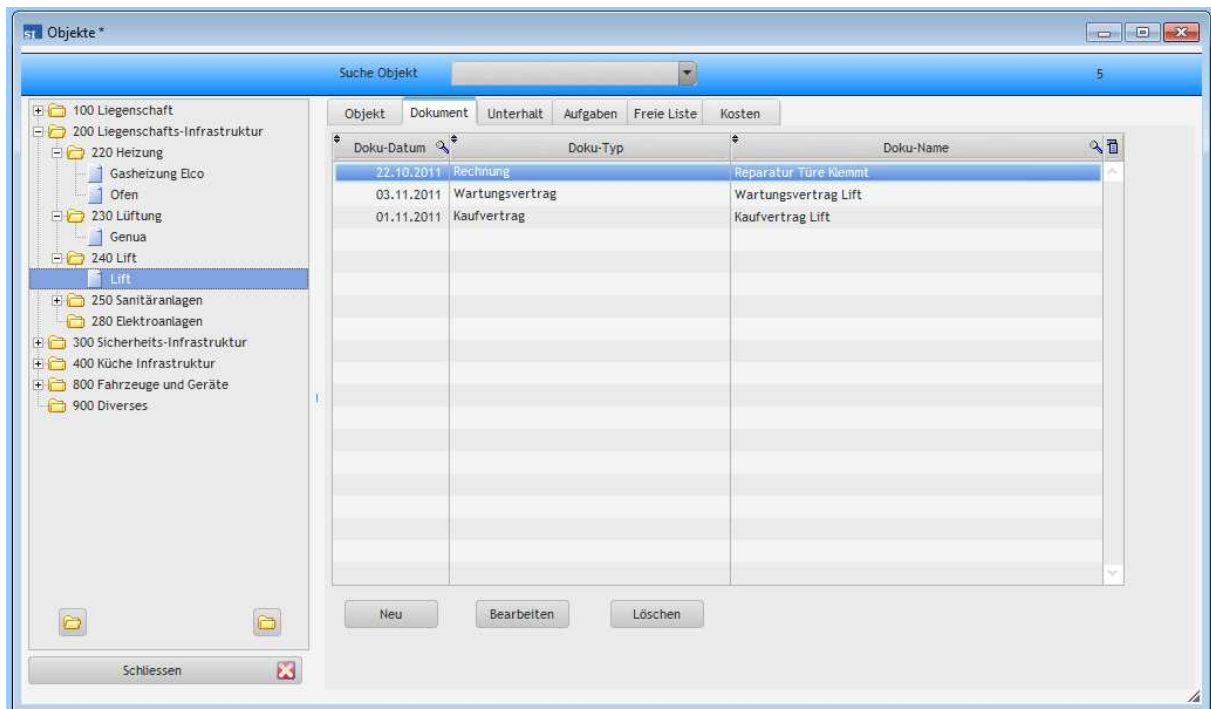 ST Objekte *
Suche Objekt 5
100 Liegenschaft
200 Liegenschafts-Infrastruktur
220 Heizung
Gasheizung Elco
Ofen
230 Lüftung
Genua
240 Lift
Lift
250 Sanitäranlagen
280 Elektroanlagen
300 Sicherheits-Infrastruktur
400 Küche Infrastruktur
800 Fahrzeuge und Geräte
900 Diverses
Schliessen
Objekt Dokument Unterhalt Aufgaben Freie Liste Kosten
Doku-Datum Doku-Typ Doku-Name
22.10.2011 Rechnung Reparatur Türe Klemmt
03.11.2011 Wartungsvertrag Wartungsvertrag Lift
01.11.2011 Kaufvertrag Kaufvertrag Lift
Neu Bearbeiten Löschen